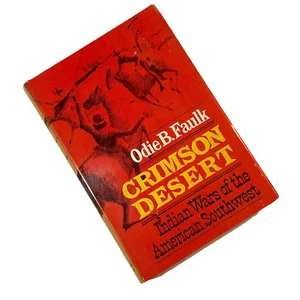 Odie B. Faulk
CRIMSON
DESERT
Indian Wars of the
American Southwest